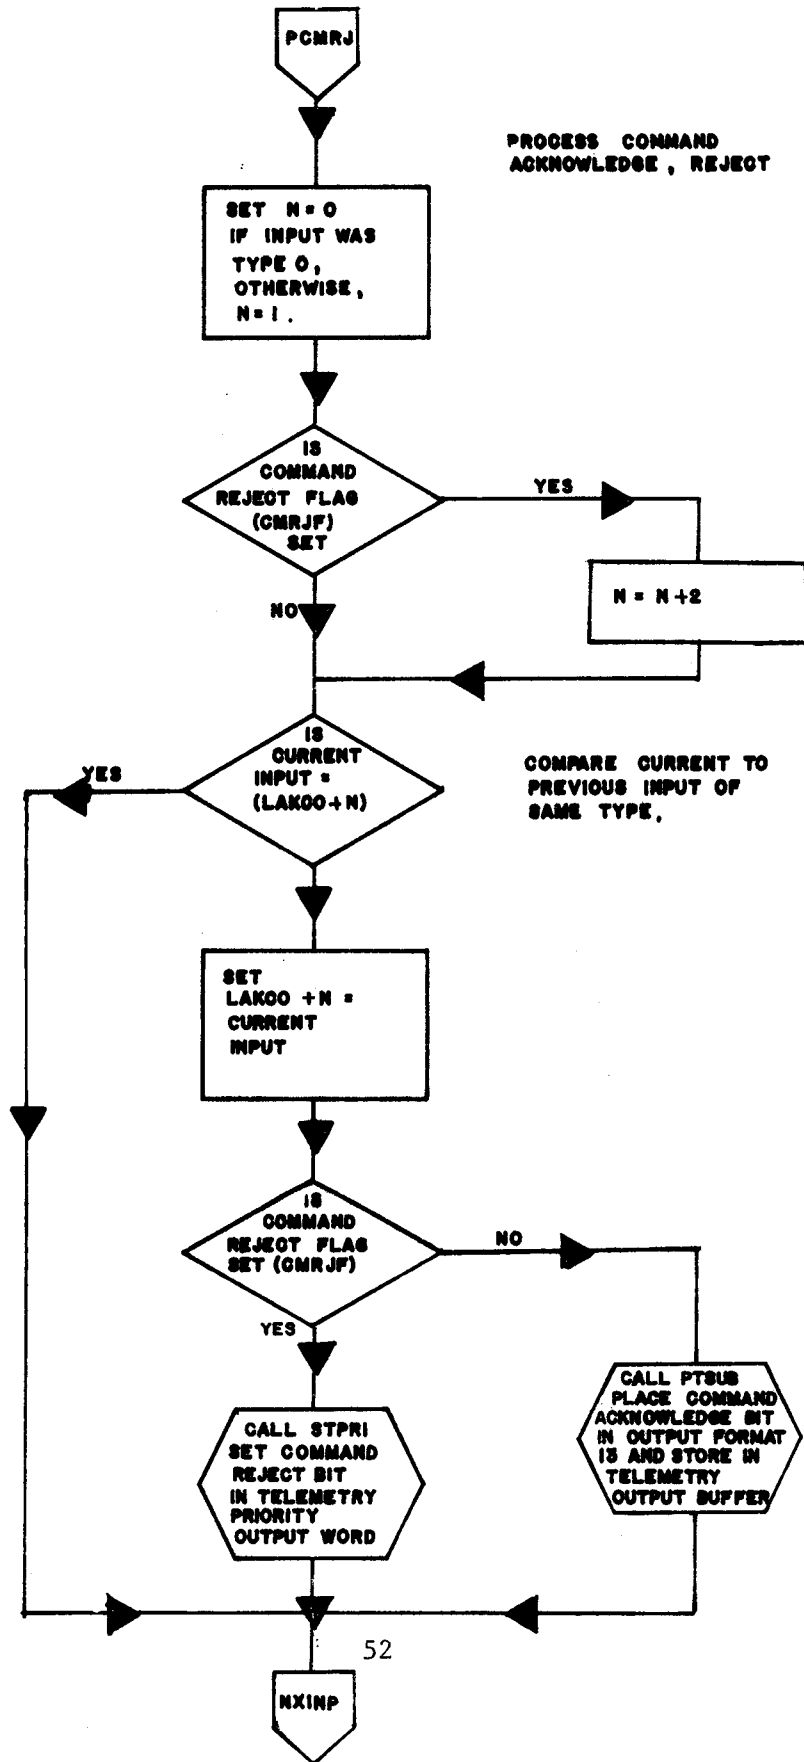 PCMRJ
PROCESS COMMAND
ACKNOWLEDGE, REJECT
SET N=0
IF INPUT WAS
TYPE 0,
OTHERWISE,
N=1.
IS
COMMAND
REJECT FLAG
(CMRJF)
SET
YES
N = N+2
NO
IS
CURRENT
INPUT =
(LAK00+N)
YES
COMPARE CURRENT TO
PREVIOUS INPUT OF
SAME TYPE,
SET
LAK00 +N =
CURRENT
INPUT
IS
COMMAND
REJECT FLAG
SET (CMRJF)
NO
YES
CALL PTSUB
PLACE COMMAND
ACKNOWLEDGE BIT
IN OUTPUT FORMAT
13 AND STORE IN
TELEMETRY
OUTPUT BUFFER
CALL STPRI
SET COMMAND
REJECT BIT
IN TELEMETRY
PRIORITY
OUTPUT WORD
52
NXINP